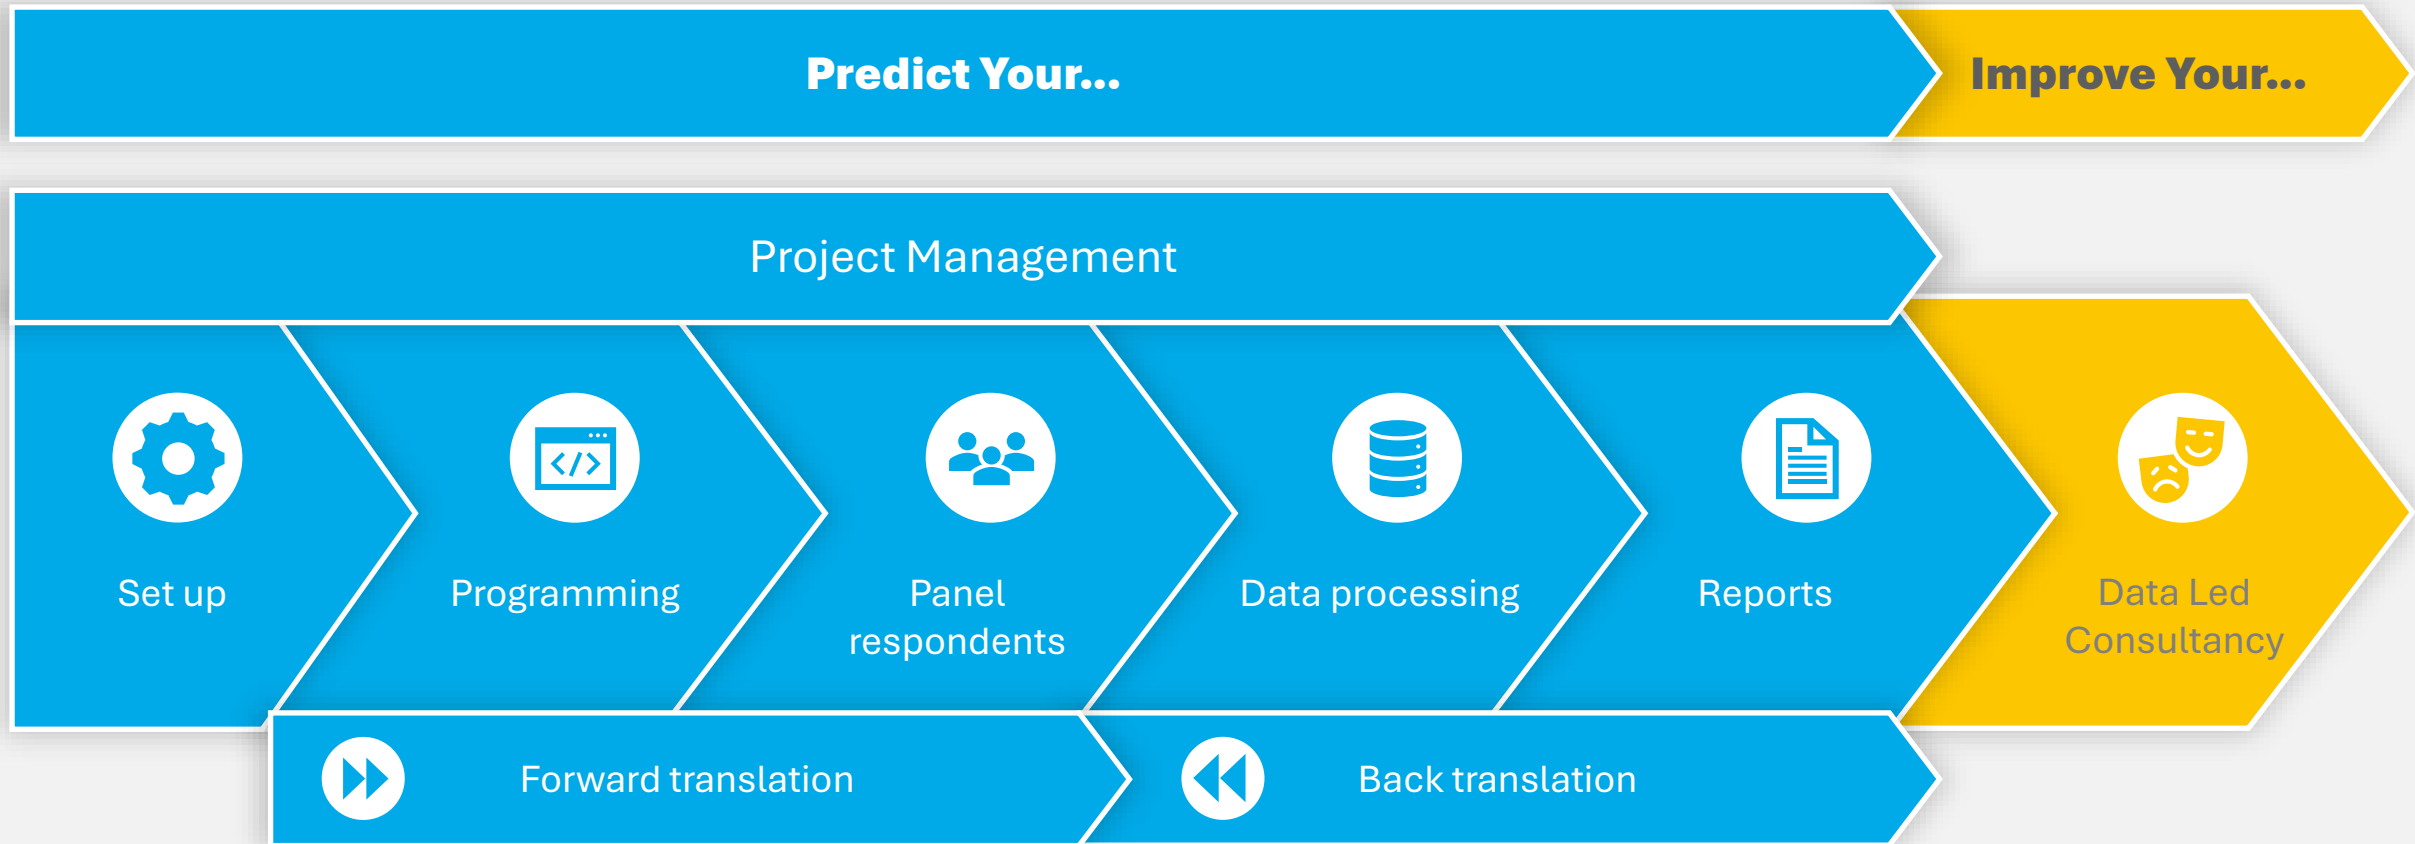 Predict Your...
Improve Your...
Project Management
Set up
Programming
Panel
respondents
Data processing
Reports
Data Led
Consultancy
Forward translation
Back translation